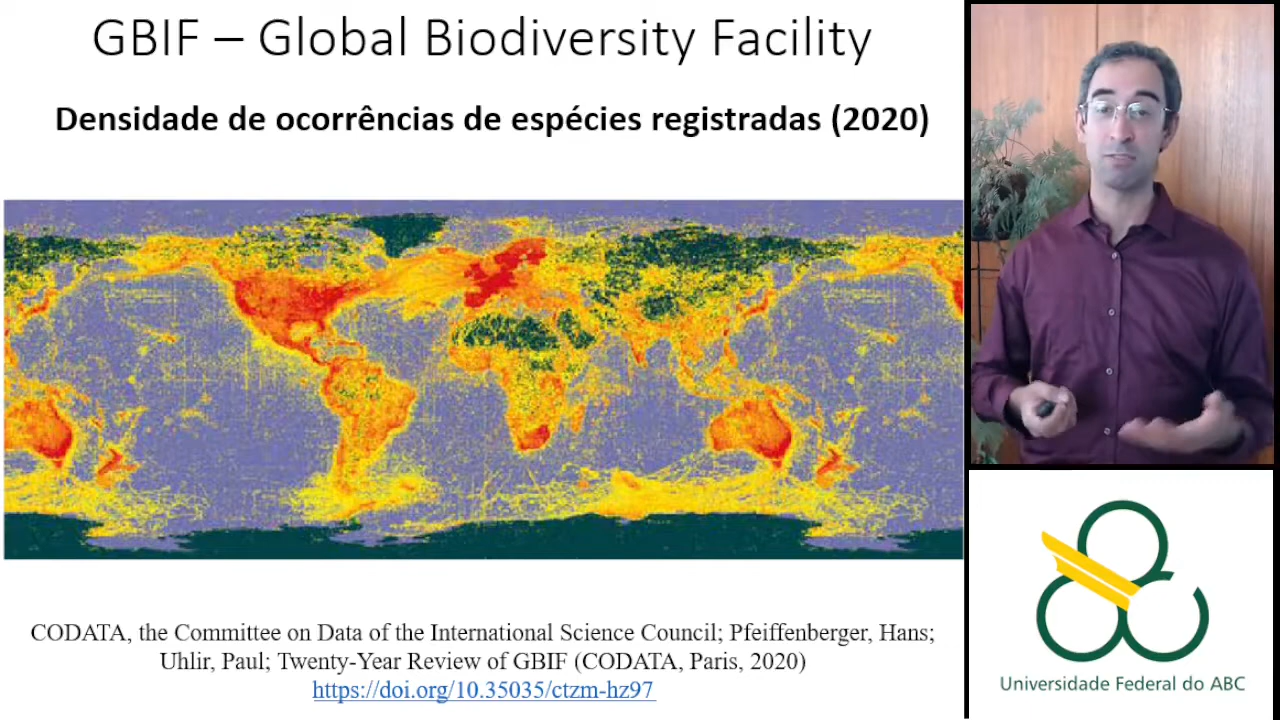 GBIF – Global Biodiversity Facility
Densidade de ocorrências de espécies registradas (2020)
CODATA, the Committee on Data of the International Science Council; Pfeiffenberger, Hans;
Uhlir, Paul; Twenty-Year Review of GBIF (CODATA, Paris, 2020)
https://doi.org/10.35035/ctzm-hz97
Universidade Federal do ABC